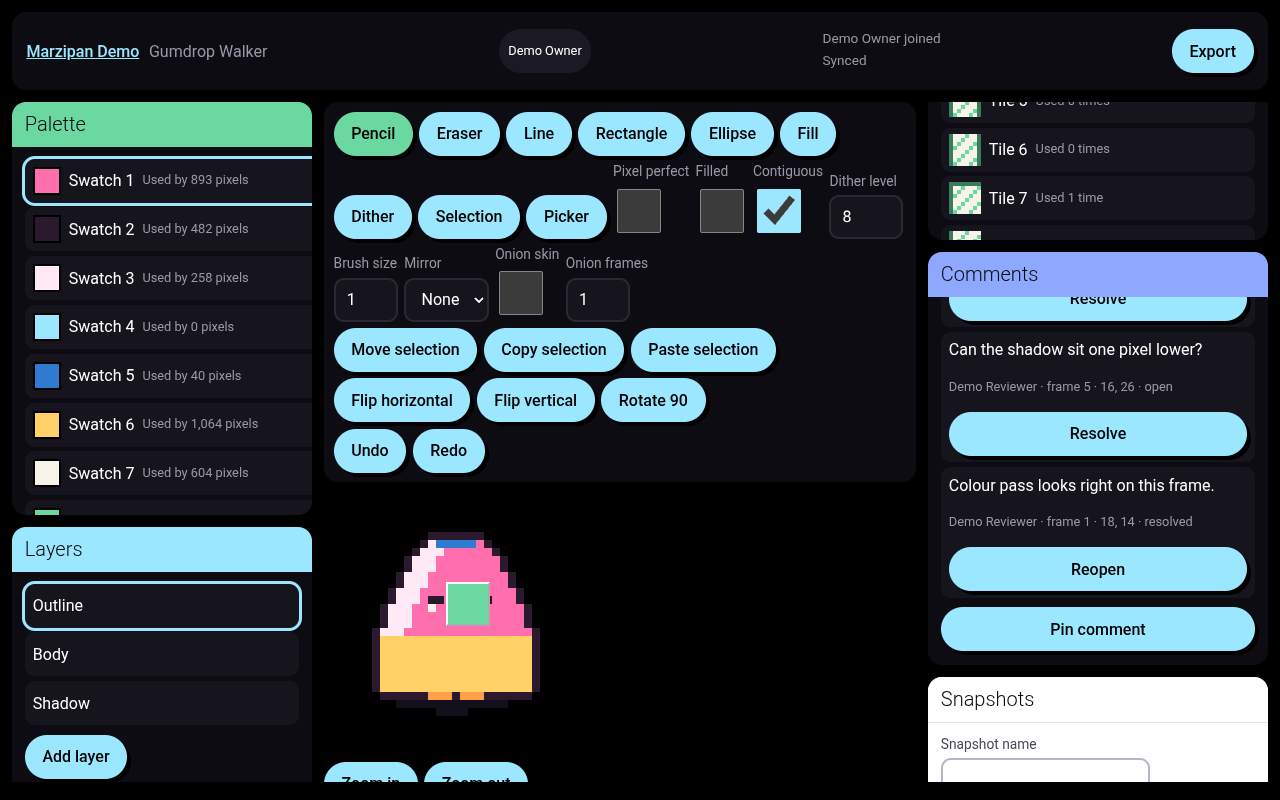 Marzipan Demo Gumdrop Walker
Demo Owner
Demo Owner joined
Synced
Export
Palette
Swatch 1 Used by 893 pixels
Swatch 2 Used by 482 pixels
Swatch 3 Used by 258 pixels
Swatch 4 Used by 0 pixels
Swatch 5 Used by 40 pixels
Swatch 6 Used by 1,064 pixels
Swatch 7 Used by 604 pixels
Layers
Outline
Body
Shadow
Add layer
Pencil Eraser Line Rectangle Ellipse Fill
Dither Selection Picker
Pixel perfect Filled Contiguous Dither level
8
Brush size Mirror Onion skin Onion frames
1 None 1
Move selection Copy selection Paste selection
Flip horizontal Flip vertical Rotate 90
Undo Redo
Zoom in Zoom out
Tile 6 Used 0 times
Tile 7 Used 1 time
Comments
Resolve
Can the shadow sit one pixel lower?
Demo Reviewer · frame 5 · 16, 26 · open
Resolve
Colour pass looks right on this frame.
Demo Reviewer · frame 1 · 18, 14 · resolved
Reopen
Pin comment
Snapshots
Snapshot name